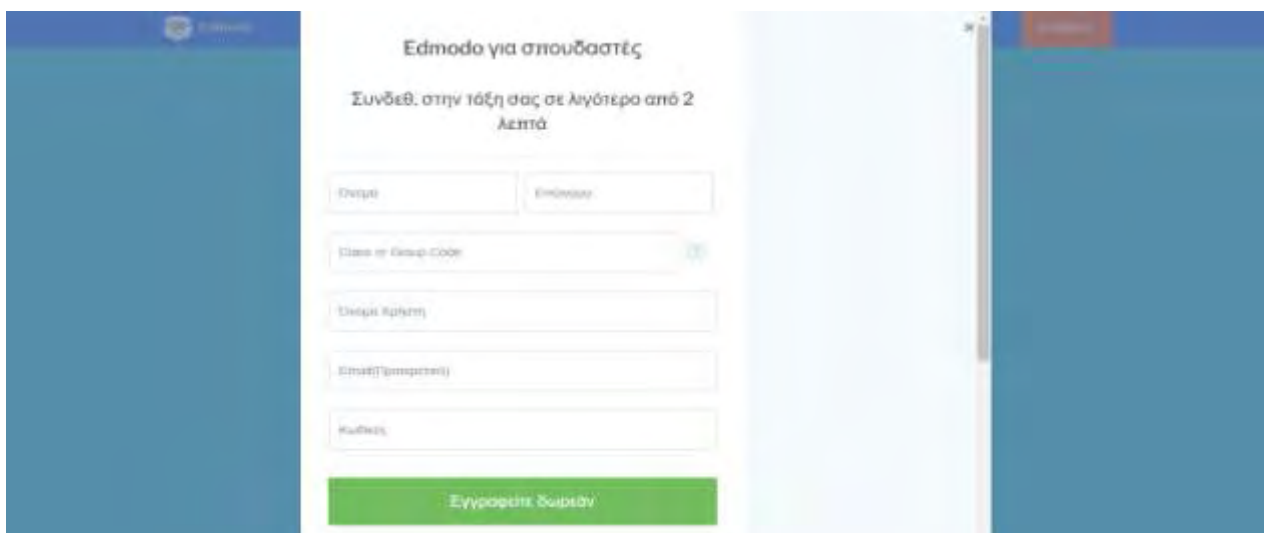 Edmodo για σπουδαστές
Συνδεθ. στην τάξη σας σε λιγότερο από 2
λεπτά
Όνομα
Επώνυμο
Class or Group Code
Όνομα Χρήστη
Email(Προαιρετικό)
Κωδικός
Εγγραφείτε δωρεάν